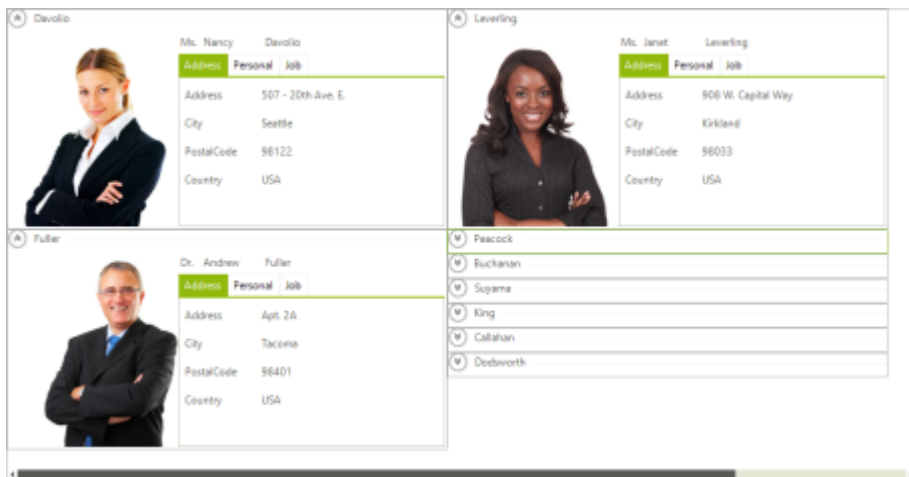 Davolio
Ms. Nancy Davolio
Address Personal Job
Address 507 - 20th Ave. E.
City Seattle
PostalCode 98122
Country USA
Leverling
Ms. Janet Leverling
Address Personal Job
Address 908 W. Capital Way
City Kirkland
PostalCode 98033
Country USA
Fuller
Dr. Andrew Fuller
Address Personal Job
Address Apt. 2A
City Tacoma
PostalCode 98401
Country USA
Peacock
Buchanan
Suyama
King
Callahan
Dodsworth